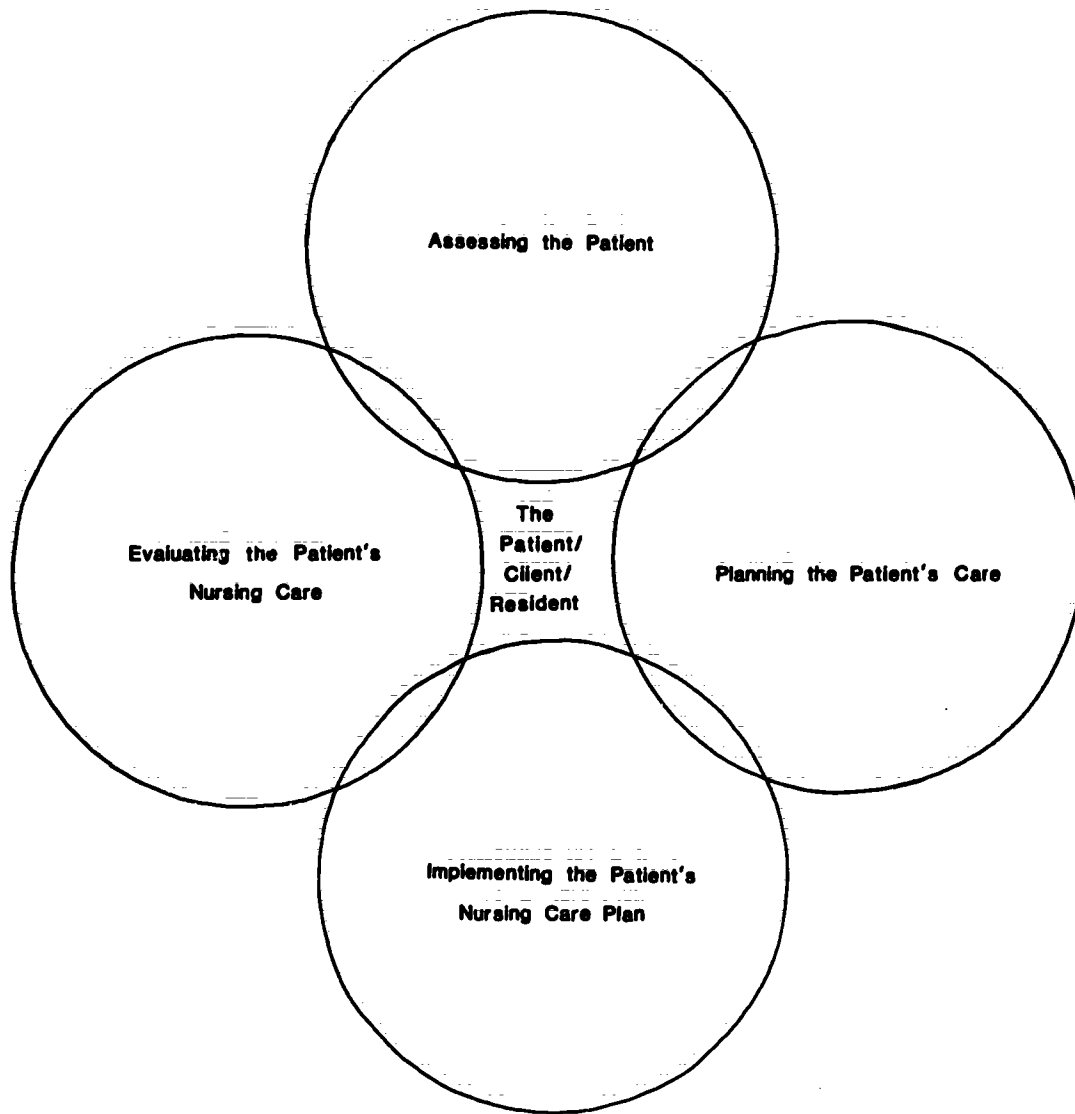 Assessing the Patient
Evaluating the Patient's
Nursing Care
The
Patient/
Client/
Resident
Planning the Patient's Care
Implementing the Patient's
Nursing Care Plan